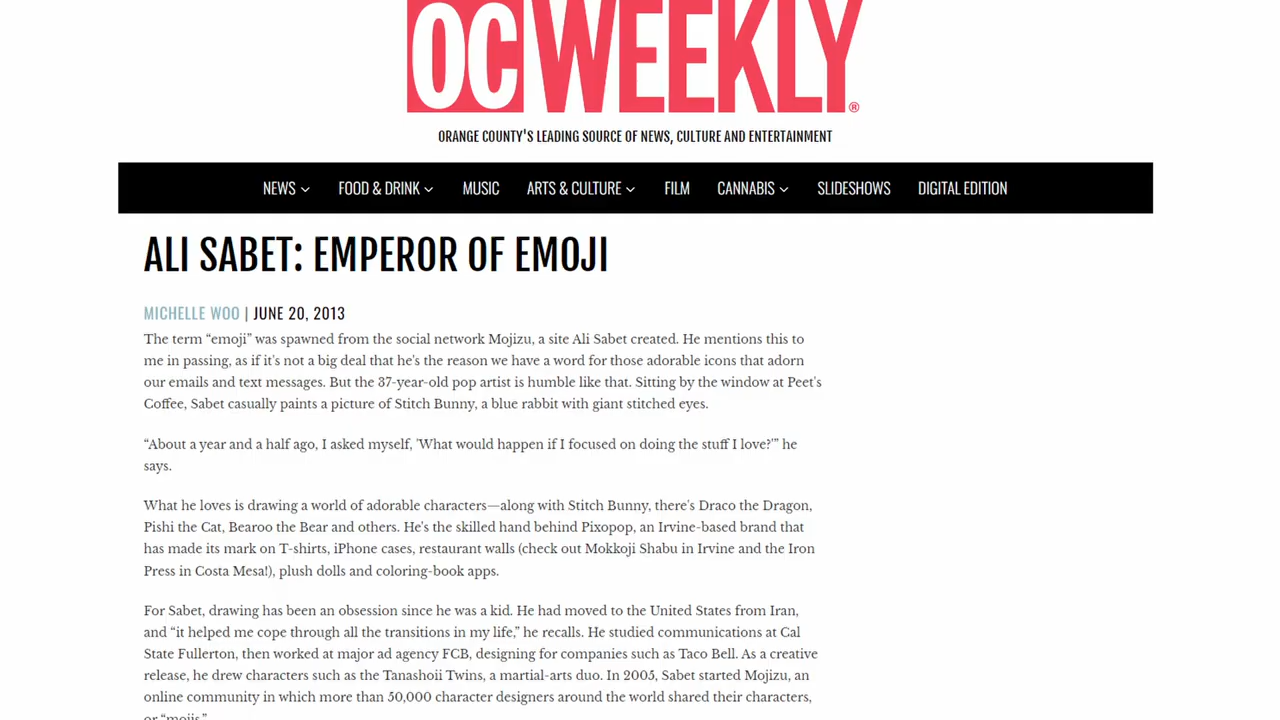 OC WEEKLY®
ORANGE COUNTY'S LEADING SOURCE OF NEWS, CULTURE AND ENTERTAINMENT
NEWS FOOD & DRINK MUSIC ARTS & CULTURE FILM CANNABIS SLIDESHOWS DIGITAL EDITION
ALI SABET: EMPEROR OF EMOJI
MICHELLE WOO | JUNE 20, 2013
The term “emoji” was spawned from the social network Mojizu, a site Ali Sabet created. He mentions this to
me in passing, as if it's not a big deal that he's the reason we have a word for those adorable icons that adorn
our emails and text messages. But the 37-year-old pop artist is humble like that. Sitting by the window at Peet's
Coffee, Sabet casually paints a picture of Stitch Bunny, a blue rabbit with giant stitched eyes.
“About a year and a half ago, I asked myself, 'What would happen if I focused on doing the stuff I love?'” he
says.
What he loves is drawing a world of adorable characters—along with Stitch Bunny, there's Draco the Dragon,
Pishi the Cat, Bearoo the Bear and others. He's the skilled hand behind Pixopop, an Irvine-based brand that
has made its mark on T-shirts, iPhone cases, restaurant walls (check out Mokkoji Shabu in Irvine and the Iron
Press in Costa Mesa!), plush dolls and coloring-book apps.
For Sabet, drawing has been an obsession since he was a kid. He had moved to the United States from Iran,
and “it helped me cope through all the transitions in my life,” he recalls. He studied communications at Cal
State Fullerton, then worked at major ad agency FCB, designing for companies such as Taco Bell. As a creative
release, he drew characters such as the Tanashoii Twins, a martial-arts duo. In 2005, Sabet started Mojizu, an
online community in which more than 50,000 character designers around the world shared their characters,
or “mojis.”